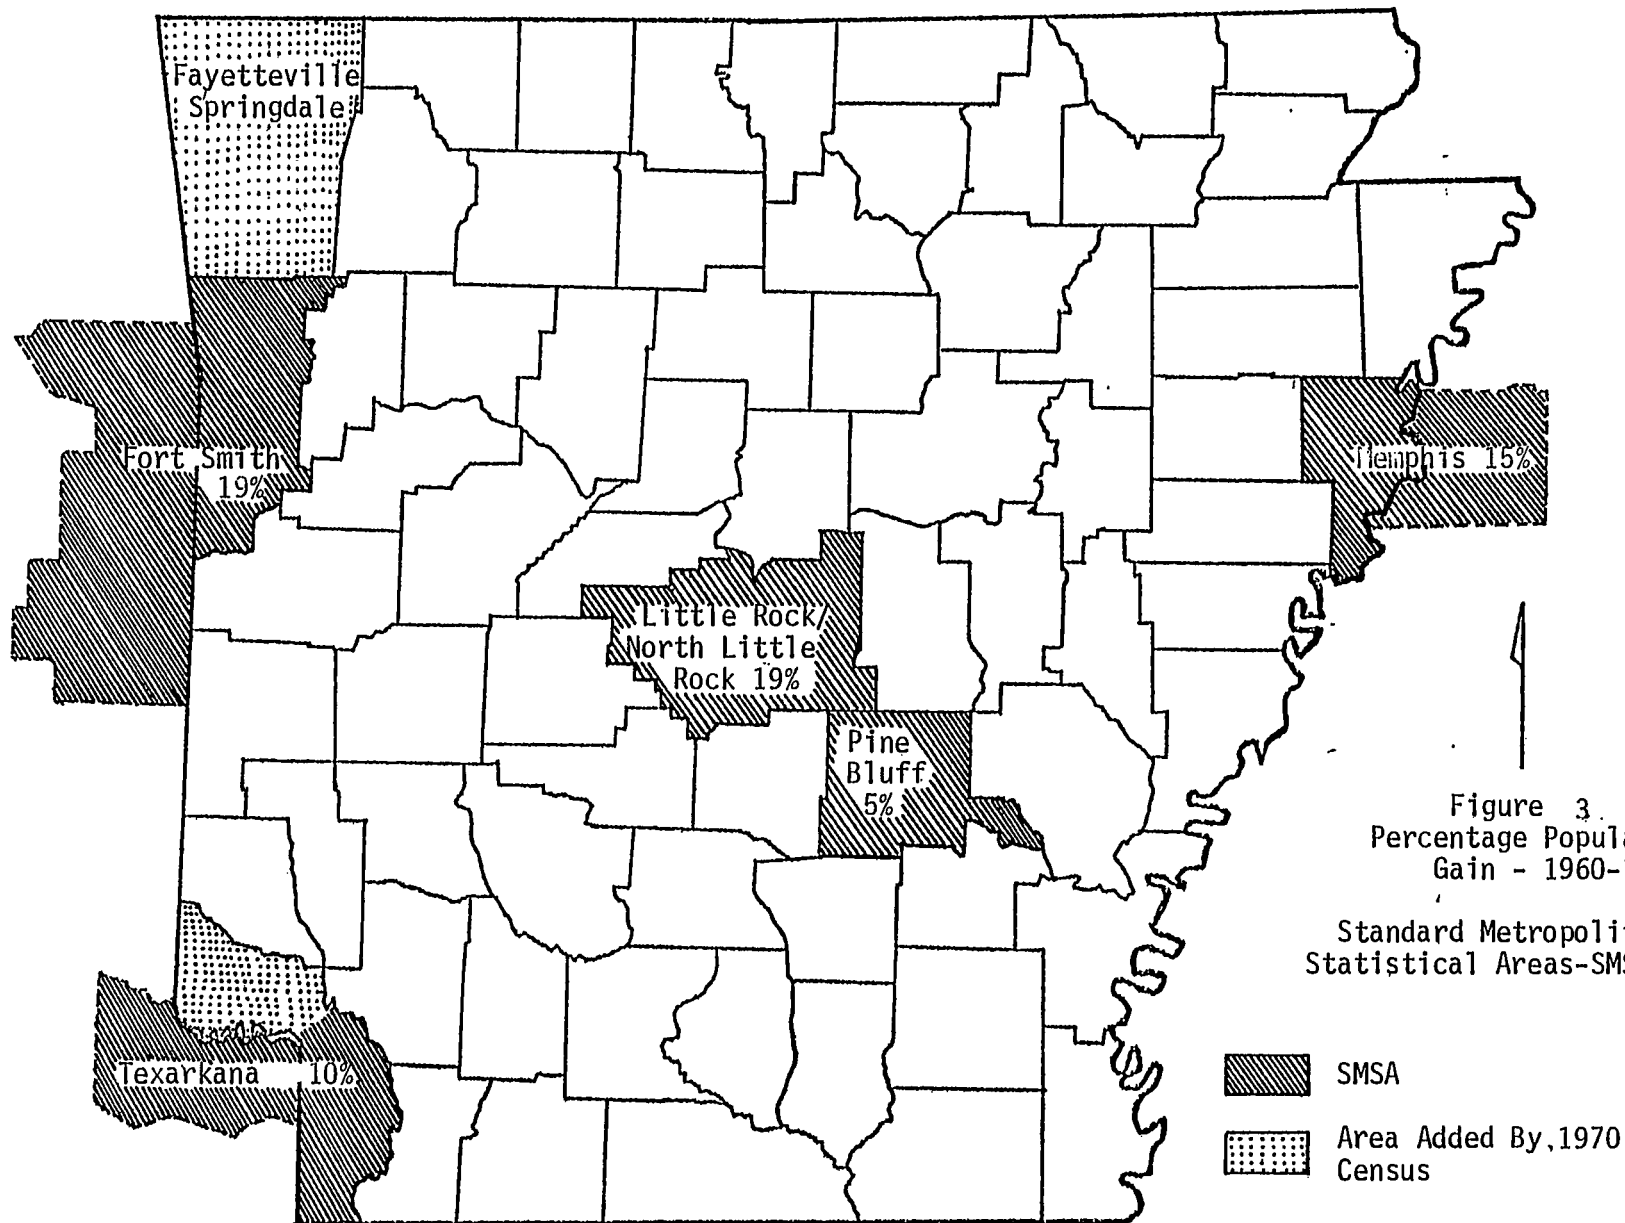 Fayetteville
Springdale
Fort Smith
19%
Memphis 15%
Little Rock/
North Little
Rock 19%
Pine
Bluff
5%
Texarkana 10%
Figure 3.
Percentage Popula
Gain - 1960-
Standard Metropoli
Statistical Areas-SMS
SMSA
Area Added By,1970
Census